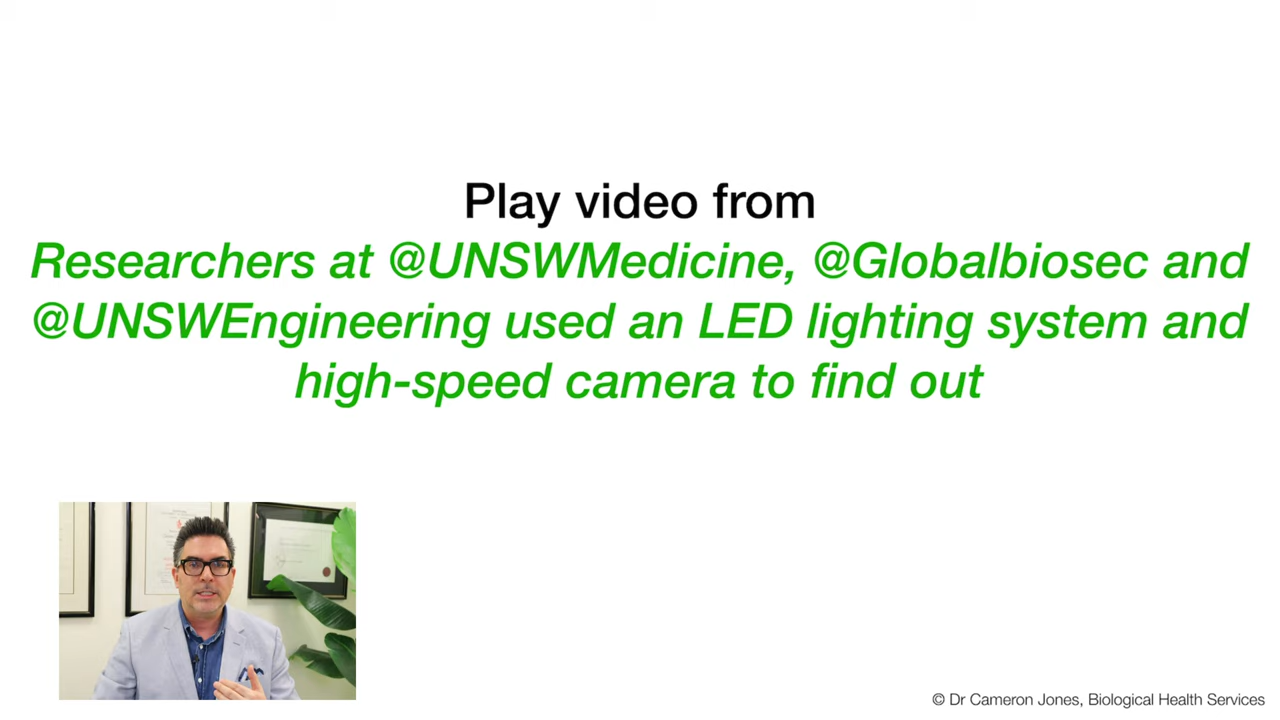 Play video from
Researchers at @UNSWMedicine, @Globalbiosec and
@UNSWEngineering used an LED lighting system and
high-speed camera to find out
© Dr Cameron Jones, Biological Health Services